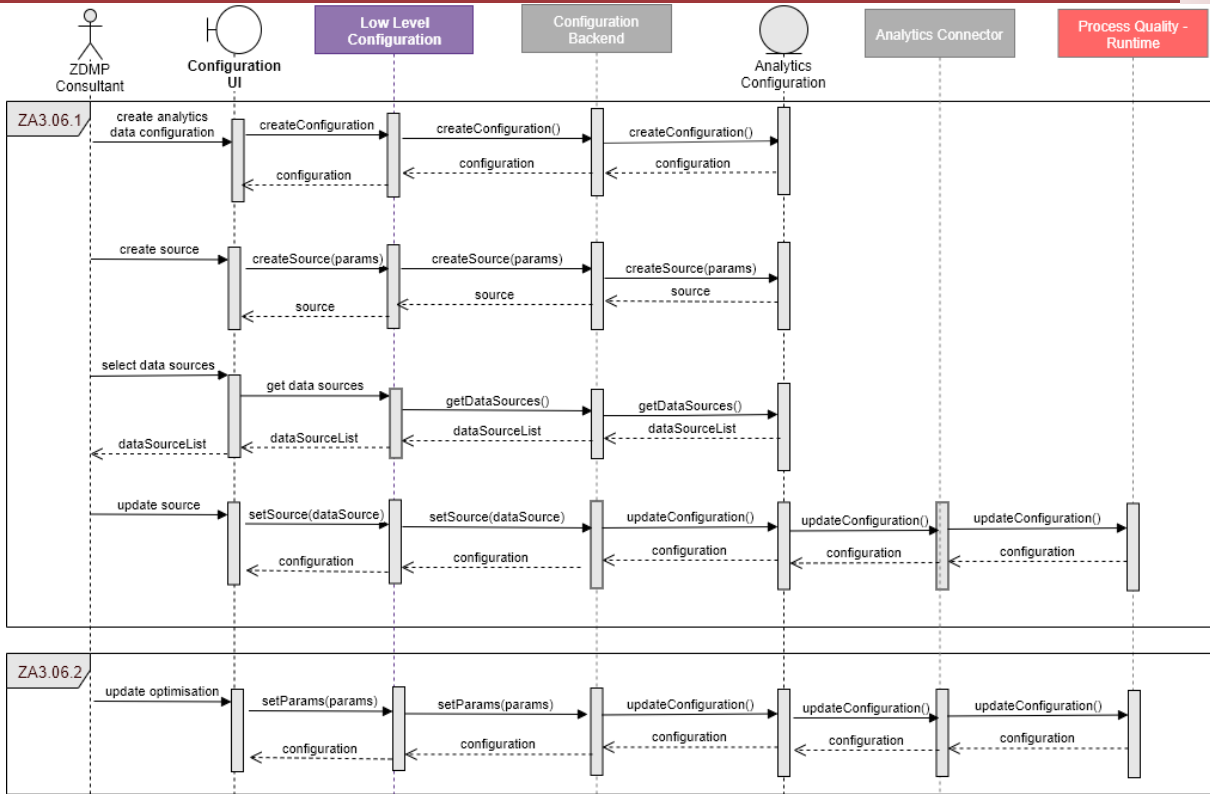 ZDMP
Consultant
Configuration
UI
Low Level
Configuration
Configuration
Backend
Analytics
Configuration
Analytics Connector
Process Quality -
Runtime
ZA3.06.1
create analytics
data configuration
createConfiguration
createConfiguration()
createConfiguration()
configuration
configuration
configuration
create source
createSource(params)
createSource(params)
createSource(params)
source
source
source
select data sources
get data sources
getDataSources()
getDataSources()
dataSourceList
dataSourceList
dataSourceList
dataSourceList
update source
setSource(dataSource)
setSource(dataSource)
updateConfiguration()
updateConfiguration()
updateConfiguration()
configuration
configuration
configuration
configuration
configuration
ZA3.06.2
update optimisation
setParams(params)
setParams(params)
updateConfiguration()
updateConfiguration()
updateConfiguration()
configuration
configuration
configuration
configuration
configuration